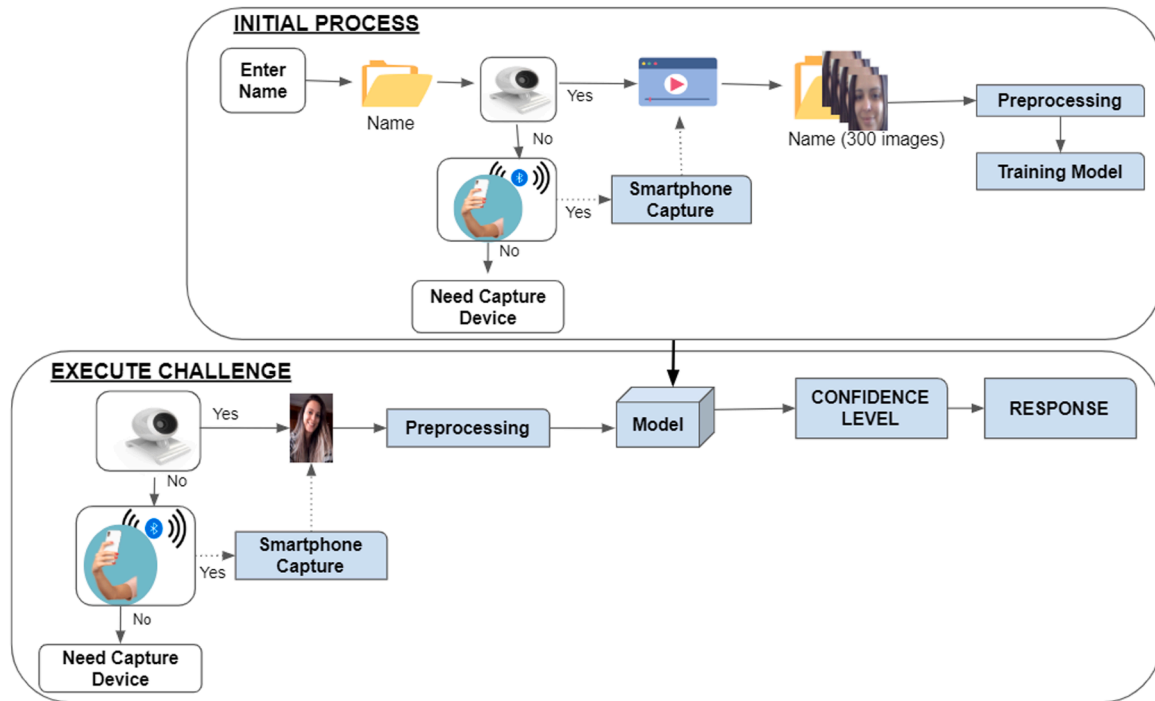 INITIAL PROCESS
Enter
Name
Name
Yes
No
Name (300 images)
Preprocessing
Training Model
Yes
Smartphone
Capture
No
Need Capture
Device
EXECUTE CHALLENGE
Yes
Preprocessing
Model
CONFIDENCE
LEVEL
RESPONSE
No
Yes
Smartphone
Capture
No
Need Capture
Device